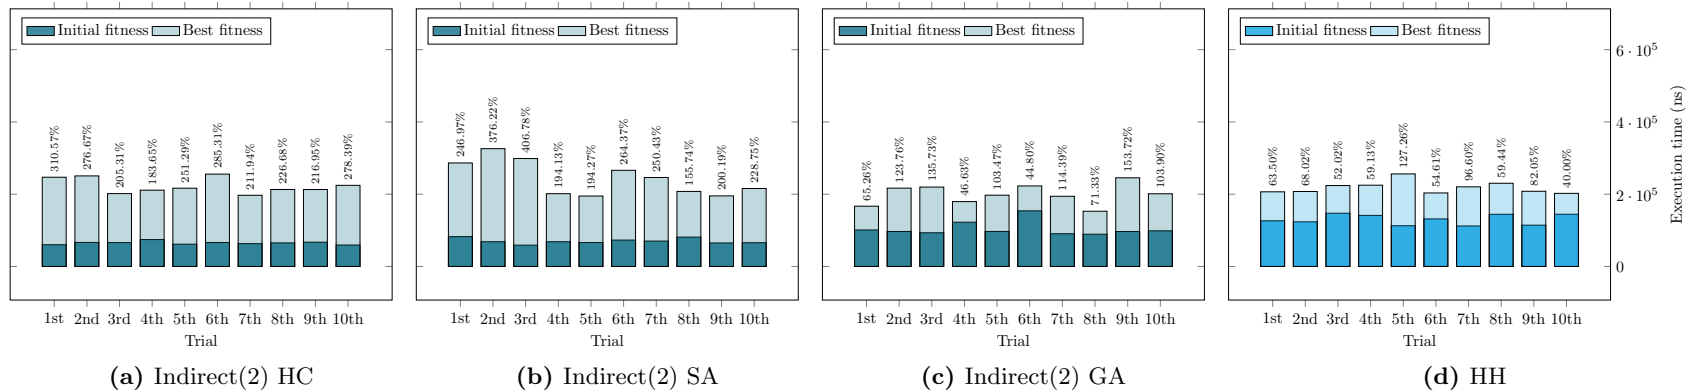 Initial fitness Best fitness
310.57%
276.67%
205.31%
183.65%
251.29%
285.31%
211.94%
226.68%
216.95%
278.39%
1st 2nd 3rd 4th 5th 6th 7th 8th 9th 10th
Trial
(a) Indirect(2) HC
Initial fitness Best fitness
246.97%
376.22%
406.78%
194.13%
194.27%
264.37%
250.43%
155.74%
200.19%
228.75%
1st 2nd 3rd 4th 5th 6th 7th 8th 9th 10th
Trial
(b) Indirect(2) SA
Initial fitness Best fitness
65.26%
123.76%
135.73%
46.63%
103.47%
44.80%
114.39%
71.33%
153.72%
103.90%
1st 2nd 3rd 4th 5th 6th 7th 8th 9th 10th
Trial
(c) Indirect(2) GA
Initial fitness Best fitness
63.50%
68.02%
52.02%
59.13%
127.26%
54.61%
96.60%
59.44%
82.05%
40.00%
1st 2nd 3rd 4th 5th 6th 7th 8th 9th 10th
Trial
(d) HH
6 · 10⁵
4 · 10⁵
2 · 10⁵
0
Execution time (ns)